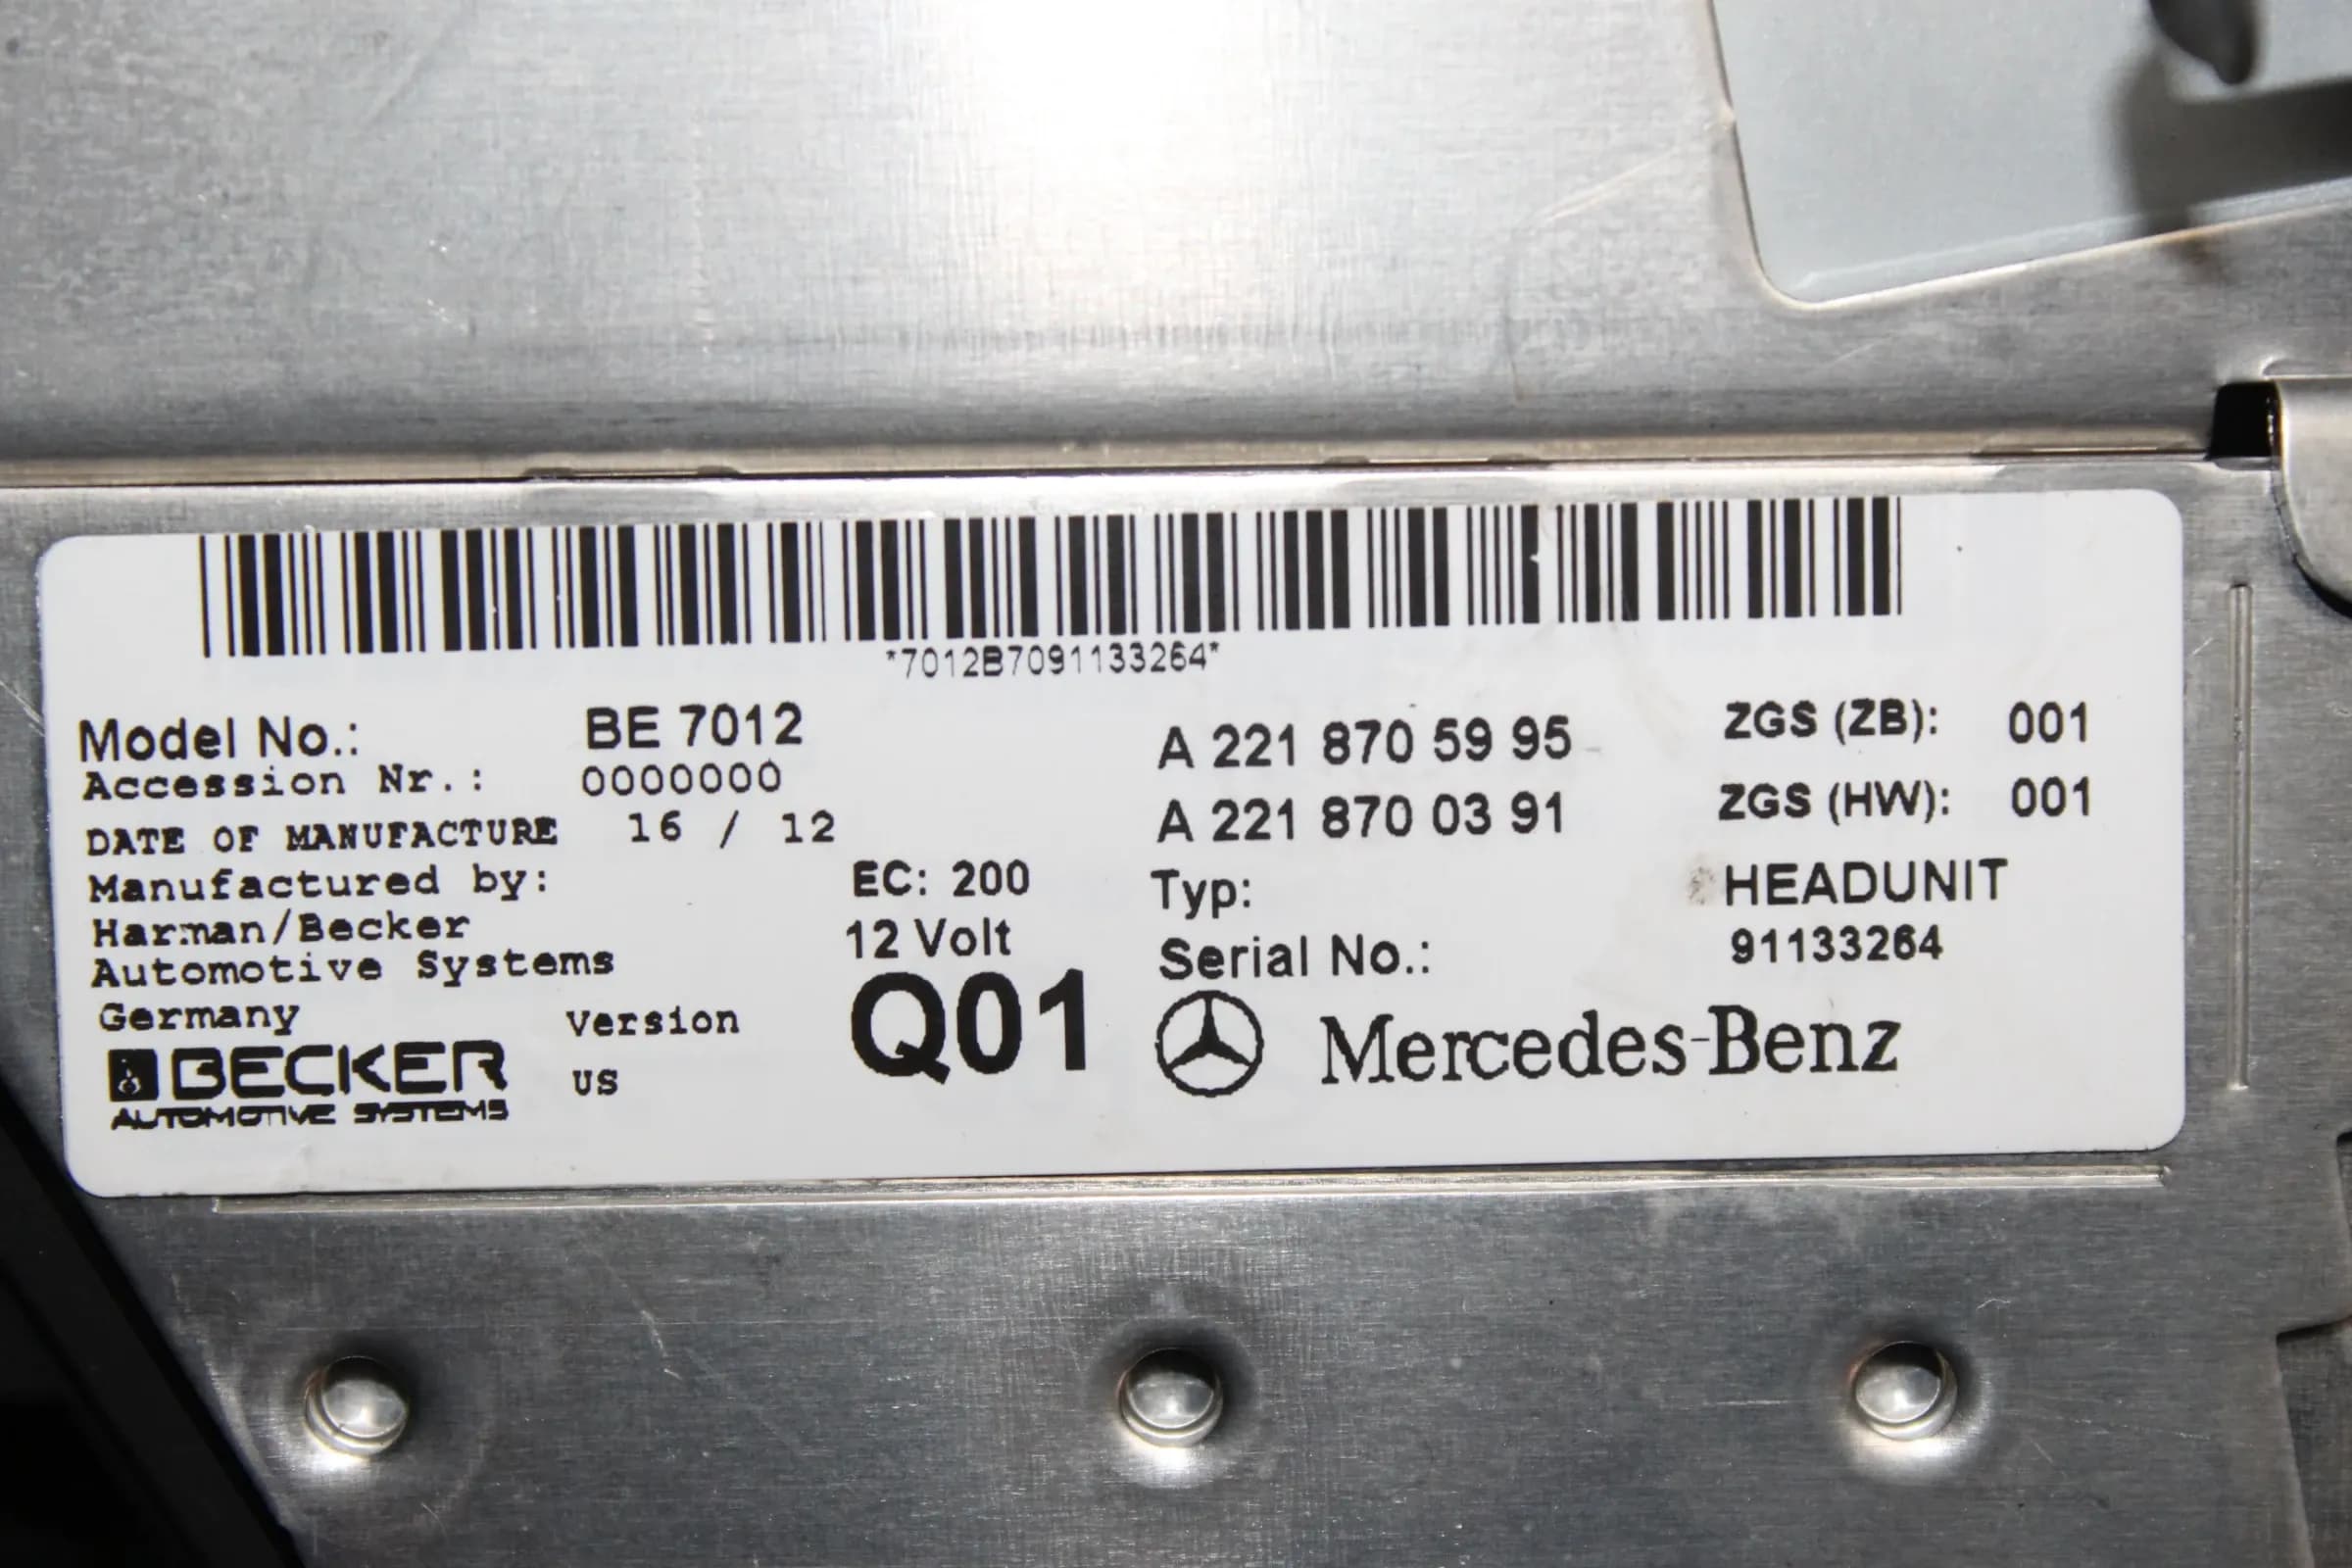 *7012B7091133264*
Model No.: BE 7012
Accession Nr.: 0000000
DATE OF MANUFACTURE 16 / 12
Manufactured by:
Harman/Becker
Automotive Systems
Germany
BECKER
AUTOMOTIVE SYSTEMS
Version
US
EC: 200
12 Volt
Q01
A 221 870 59 95 ZGS (ZB): 001
A 221 870 03 91 ZGS (HW): 001
Typ: HEADUNIT
Serial No.: 91133264
Mercedes-Benz